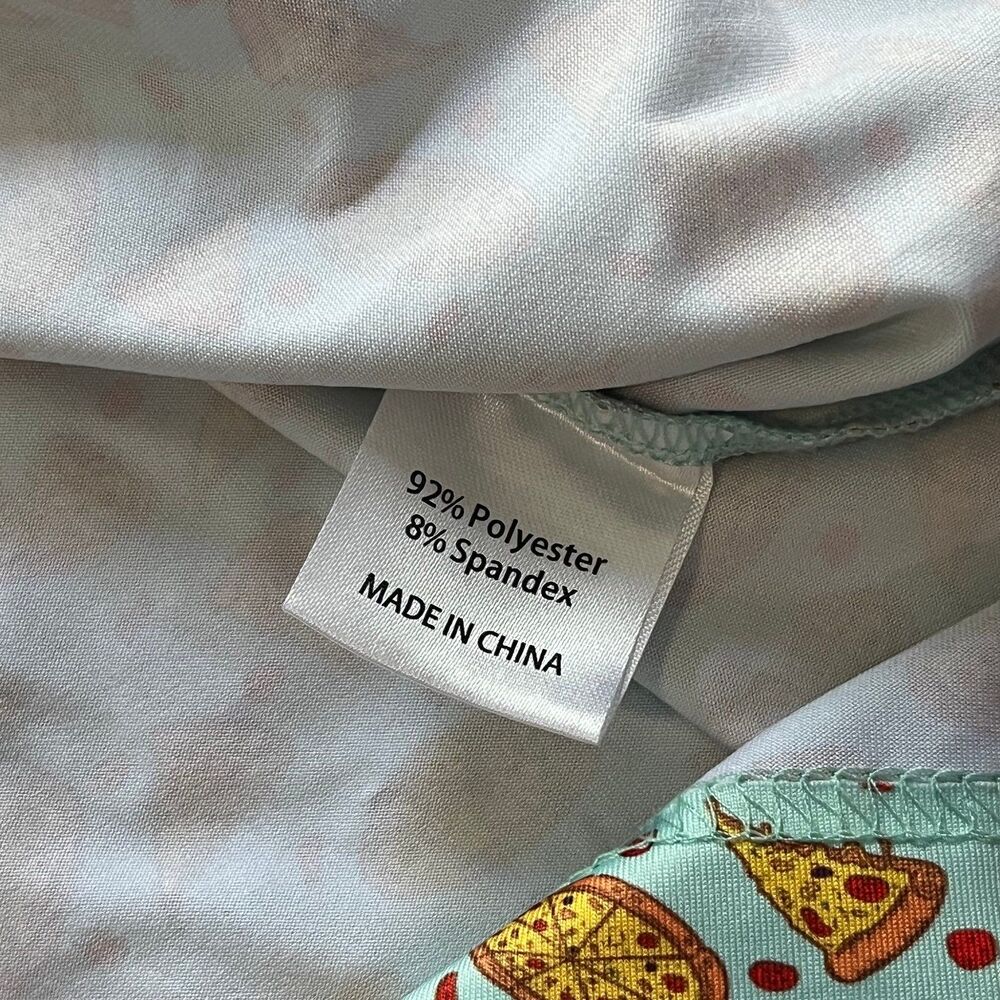 92% Polyester
8% Spandex
MADE IN CHINA